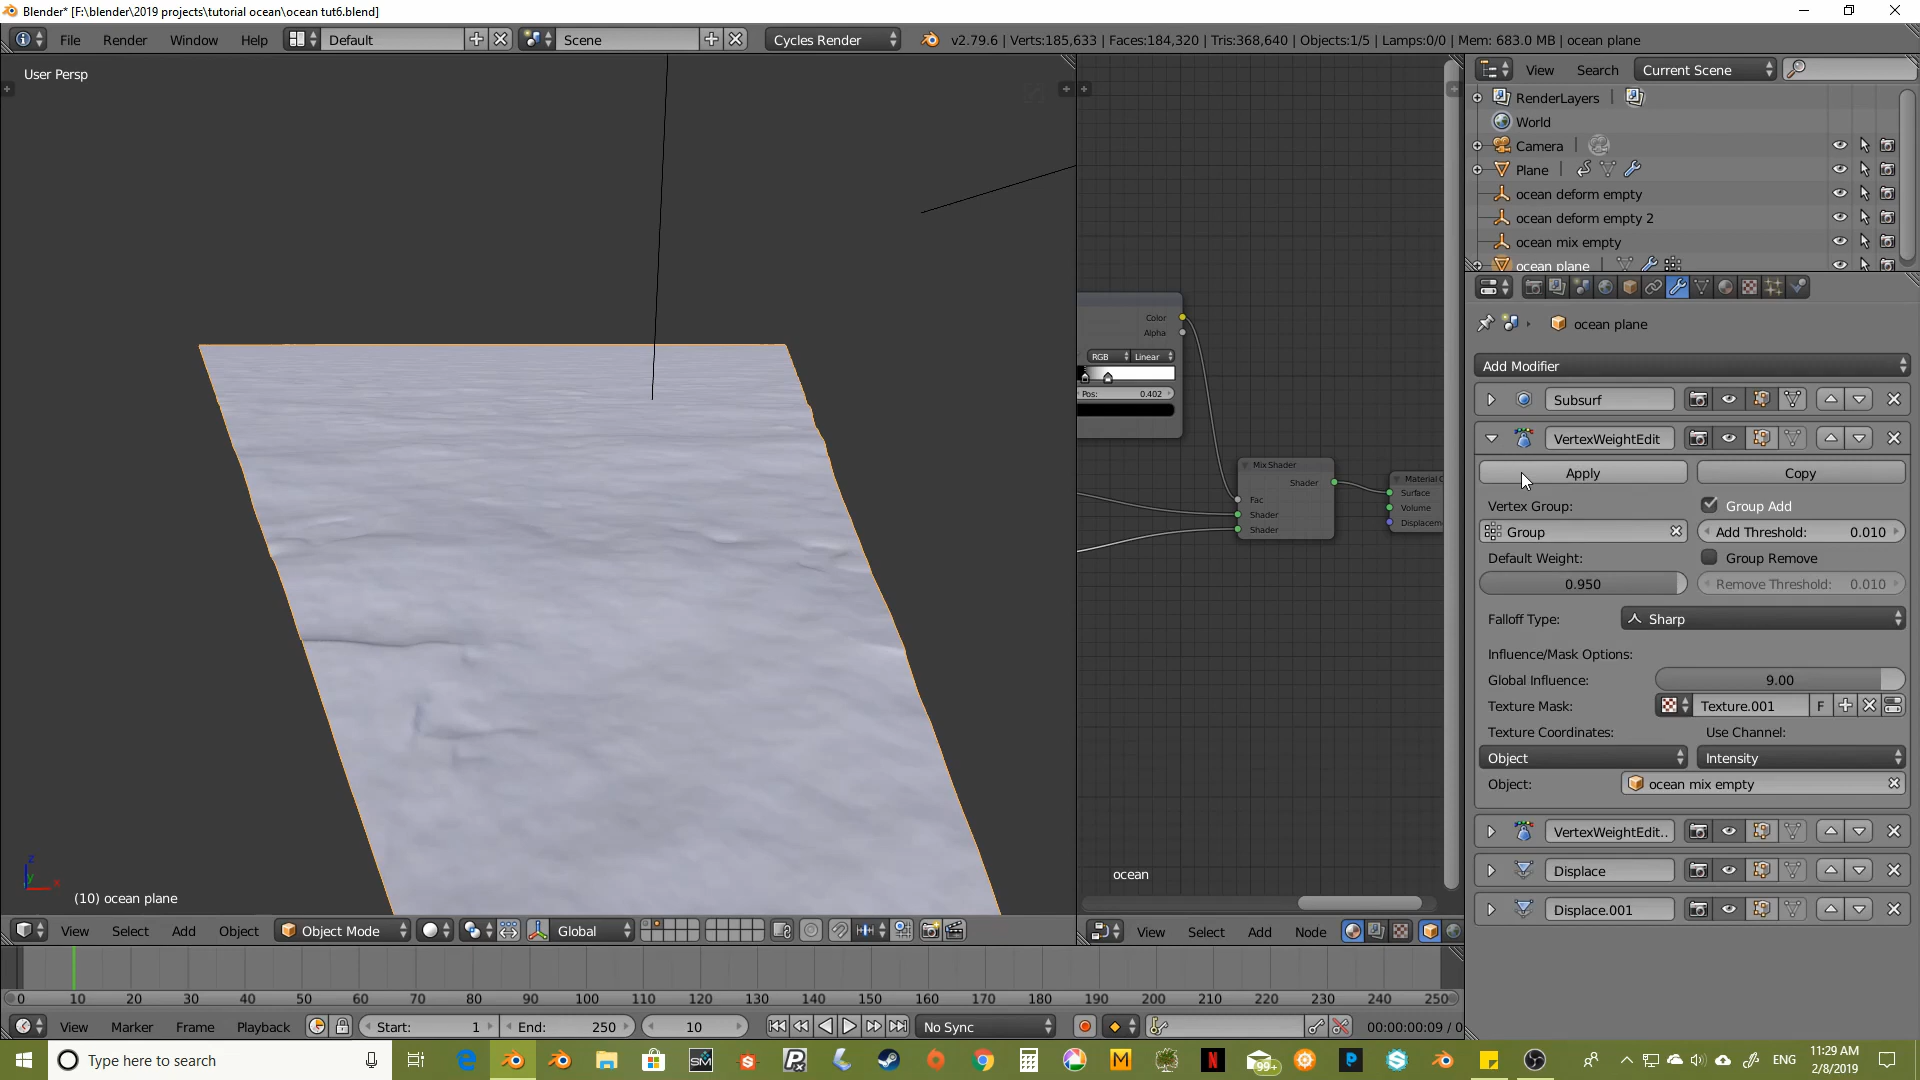 Blender* [F:\blender\2019 projects\tutorial ocean\ocean tut6.blend]
File Render Window Help Default Scene Cycles Render v2.79.6 | Verts:185,633 | Faces:184,320 | Tris:368,640 | Objects:1/5 | Lamps:0/0 | Mem: 683.0 MB | ocean plane
User Persp
(10) ocean plane
View Select Add Object Object Mode Global
Color
Alpha
RGB Linear
Pos: 0.402
Mix Shader
Shader
Fac
Shader
Shader
Material O
Surface
Volume
Displacem
ocean
View Select Add Node
View Search Current Scene
RenderLayers
World
Camera
Plane
ocean deform empty
ocean deform empty 2
ocean mix empty
ocean plane
ocean plane
Add Modifier
Subsurf
VertexWeightEdit
Apply Copy
Vertex Group: Group Add
Group Add Threshold: 0.010
Default Weight: Group Remove
0.950 Remove Threshold: 0.010
Falloff Type: Sharp
Influence/Mask Options:
Global Influence: 9.00
Texture Mask: Texture.001 F
Texture Coordinates: Use Channel:
Object Intensity
Object: ocean mix empty
VertexWeightEdit..
Displace
Displace.001
0 10 20 30 40 50 60 70 80 90 100 110 120 130 140 150 160 170 180 190 200 210 220 230 240 250
View Marker Frame Playback Start: 1 End: 250 10 No Sync 00:00:00:09 / 0
Type here to search
99+
ENG
11:29 AM
2/8/2019